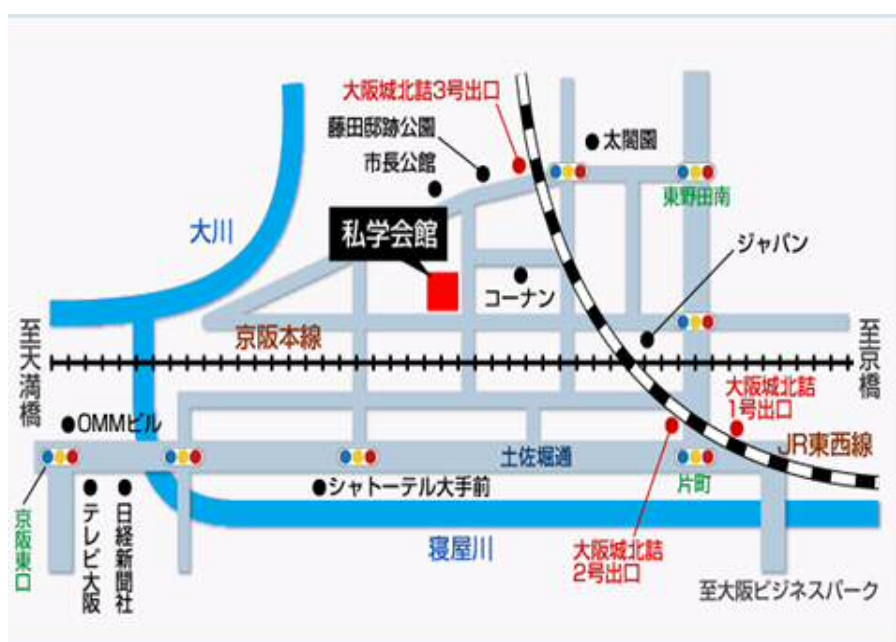 大阪城北詰3号出口
藤田邸跡公園
太閤園
市長公館
東野田南
大川
私学会館
ジャパン
コーナン
至天満橋
京阪本線
至京橋
大阪城北詰
1号出口
OMMビル
JR東西線
土佐堀通
シャトーテル大手前
片町
京阪東口
テレビ大阪
日経新聞社
寝屋川
大阪城北詰
2号出口
至大阪ビジネスパーク